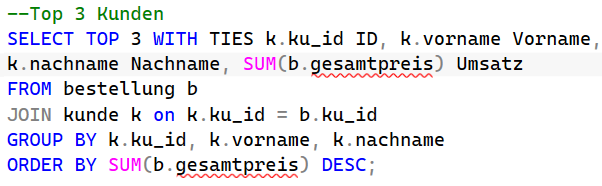 --Top 3 Kunden
SELECT TOP 3 WITH TIES k.ku_id ID, k.vorname Vorname,
k.nachname Nachname, SUM(b.gesamtpreis) Umsatz
FROM bestellung b
JOIN kunde k on k.ku_id = b.ku_id
GROUP BY k.ku_id, k.vorname, k.nachname
ORDER BY SUM(b.gesamtpreis) DESC;